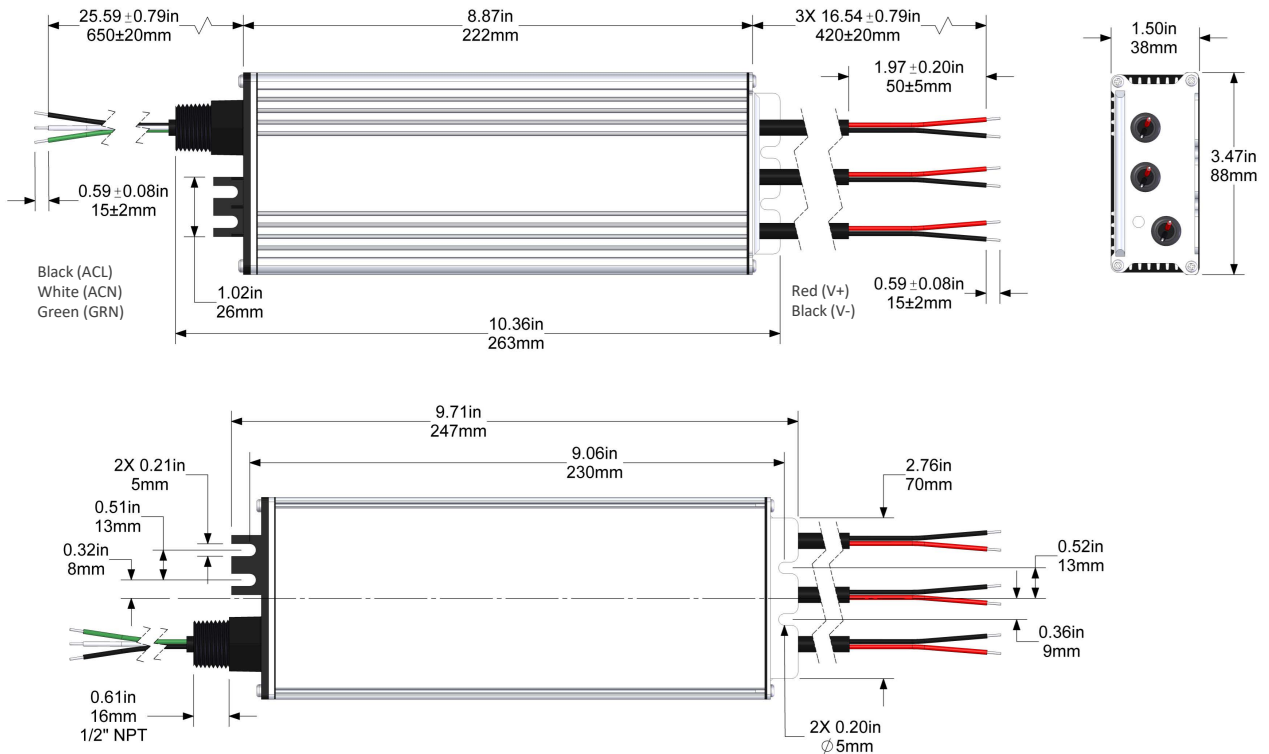 25.59 ±0.79in
650±20mm
8.87in
222mm
3X 16.54 ±0.79in
420±20mm
1.50in
38mm
1.97 ±0.20in
50±5mm
3.47in
88mm
0.59 ±0.08in
15±2mm
Black (ACL)
White (ACN)
Green (GRN)
1.02in
26mm
Red (V+)
Black (V-)
0.59 ±0.08in
15±2mm
10.36in
263mm
9.71in
247mm
9.06in
230mm
2X 0.21in
5mm
2.76in
70mm
0.51in
13mm
0.32in
8mm
0.52in
13mm
0.36in
9mm
0.61in
16mm
1/2" NPT
2X 0.20in
∅5mm